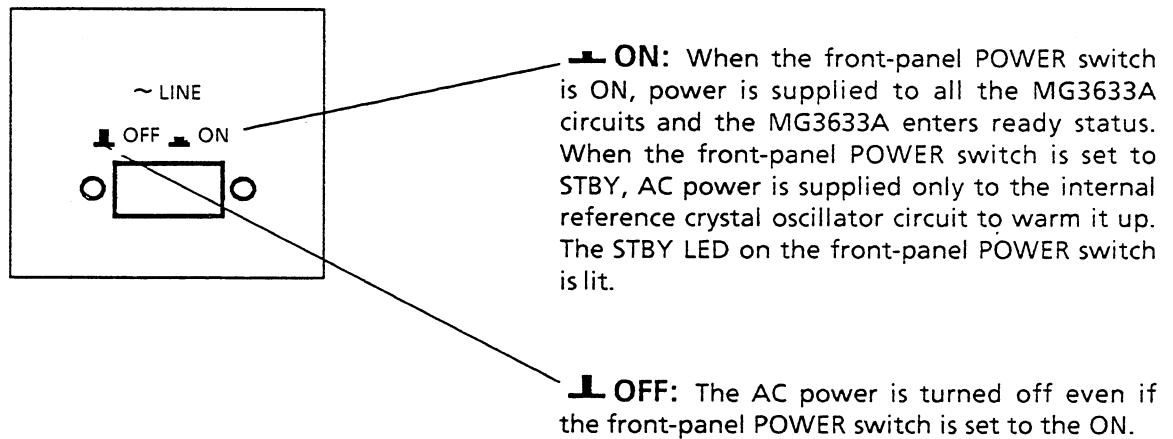 ~ LINE
OFF ON
ON: When the front-panel POWER switch
is ON, power is supplied to all the MG3633A
circuits and the MG3633A enters ready status.
When the front-panel POWER switch is set to
STBY, AC power is supplied only to the internal
reference crystal oscillator circuit to warm it up.
The STBY LED on the front-panel POWER switch
is lit.
OFF: The AC power is turned off even if
the front-panel POWER switch is set to the ON.